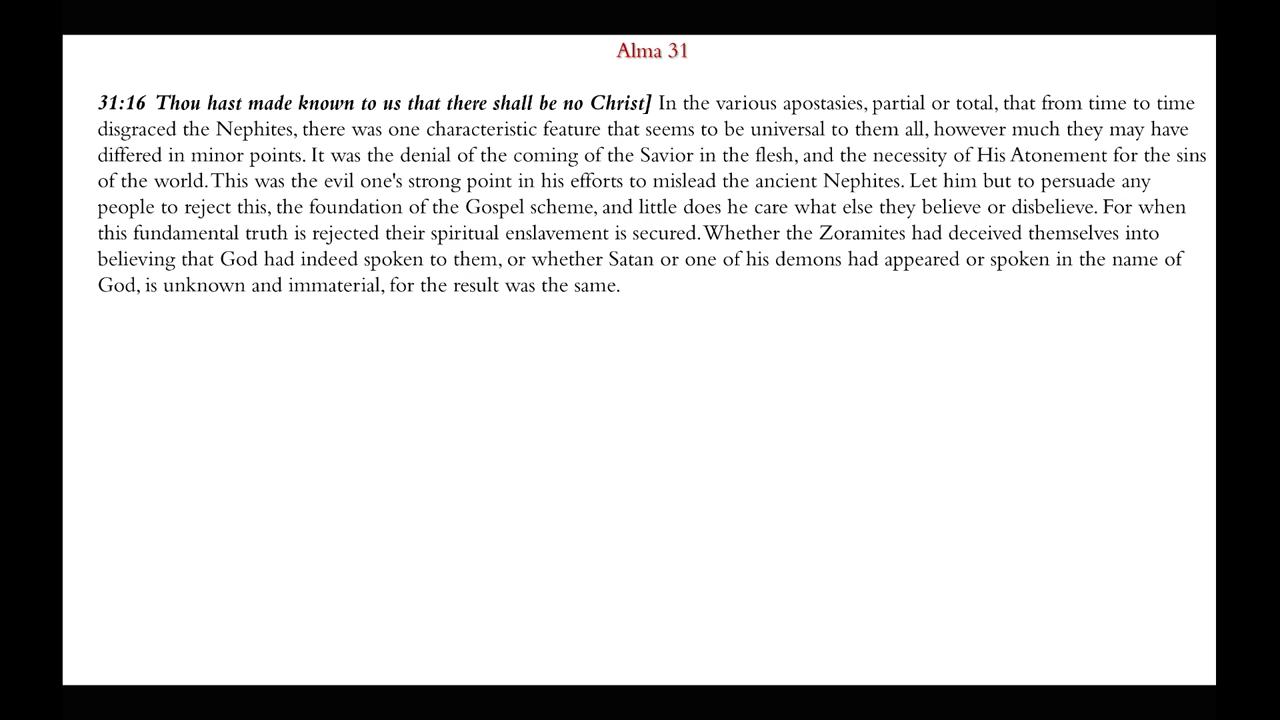 Alma 31
31:16 Thou hast made known to us that there shall be no Christ] In the various apostasies, partial or total, that from time to time
disgraced the Nephites, there was one characteristic feature that seems to be universal to them all, however much they may have
differed in minor points. It was the denial of the coming of the Savior in the flesh, and the necessity of His Atonement for the sins
of the world. This was the evil one's strong point in his efforts to mislead the ancient Nephites. Let him but to persuade any
people to reject this, the foundation of the Gospel scheme, and little does he care what else they believe or disbelieve. For when
this fundamental truth is rejected their spiritual enslavement is secured. Whether the Zoramites had deceived themselves into
believing that God had indeed spoken to them, or whether Satan or one of his demons had appeared or spoken in the name of
God, is unknown and immaterial, for the result was the same.